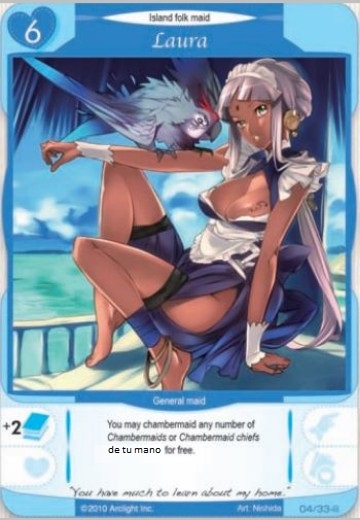 Island folk maid
6
Laura
General maid
+2
You may chambermaid any number of
Chambermaids or Chambermaid chiefs
de tu mano for free.
"You have much to learn about my home."
©2010 Arclight Inc.
Art: Nishida
04/33-II